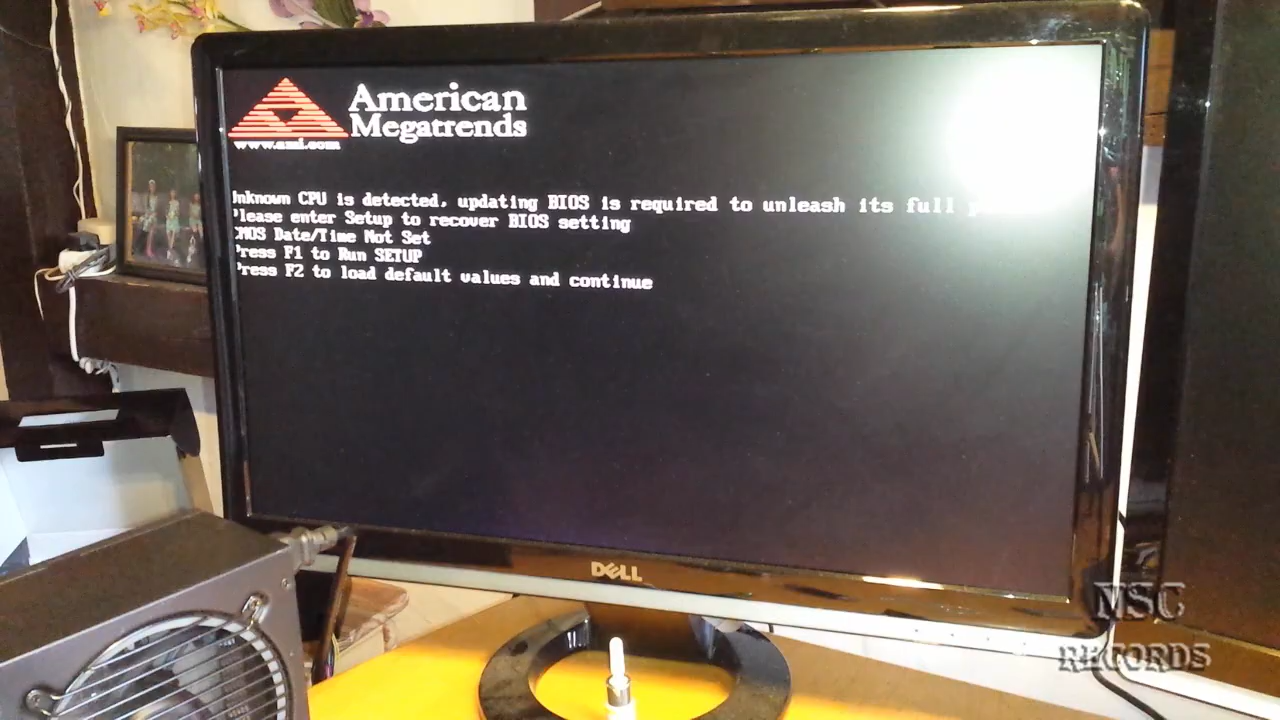 American
Megatrends
www.ami.com
Unknown CPU is detected, updating BIOS is required to unleash its full
Please enter Setup to recover BIOS setting
CMOS Date/Time Not Set
Press F1 to Run SETUP
Press F2 to load default values and continue
DELL
MSC
RECORDS